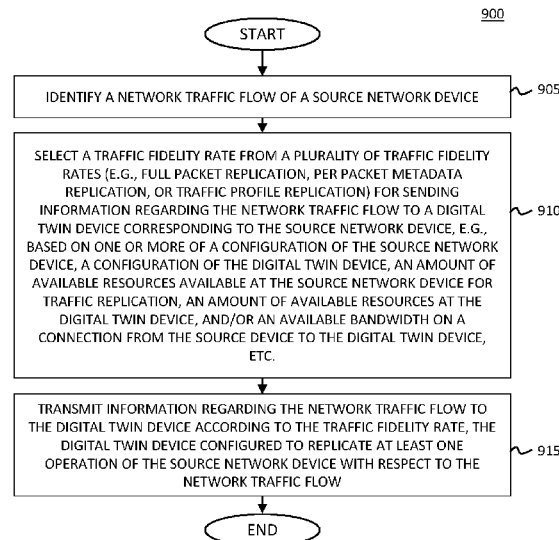 900
START
IDENTIFY A NETWORK TRAFFIC FLOW OF A SOURCE NETWORK DEVICE
905
SELECT A TRAFFIC FIDELITY RATE FROM A PLURALITY OF TRAFFIC FIDELITY
RATES (E.G., FULL PACKET REPLICATION, PER PACKET METADATA
REPLICATION, OR TRAFFIC PROFILE REPLICATION) FOR SENDING
INFORMATION REGARDING THE NETWORK TRAFFIC FLOW TO A DIGITAL
TWIN DEVICE CORRESPONDING TO THE SOURCE NETWORK DEVICE, E.G.,
BASED ON ONE OR MORE OF A CONFIGURATION OF THE SOURCE NETWORK
DEVICE, A CONFIGURATION OF THE DIGITAL TWIN DEVICE, AN AMOUNT OF
AVAILABLE RESOURCES AVAILABLE AT THE SOURCE NETWORK DEVICE FOR
TRAFFIC REPLICATION, AN AMOUNT OF AVAILABLE RESOURCES AT THE
DIGITAL TWIN DEVICE, AND/OR AN AVAILABLE BANDWIDTH ON A
CONNECTION FROM THE SOURCE DEVICE TO THE DIGITAL TWIN DEVICE,
ETC.
910
TRANSMIT INFORMATION REGARDING THE NETWORK TRAFFIC FLOW TO
THE DIGITAL TWIN DEVICE ACCORDING TO THE TRAFFIC FIDELITY RATE, THE
DIGITAL TWIN DEVICE CONFIGURED TO REPLICATE AT LEAST ONE
OPERATION OF THE SOURCE NETWORK DEVICE WITH RESPECT TO THE
NETWORK TRAFFIC FLOW
915
END